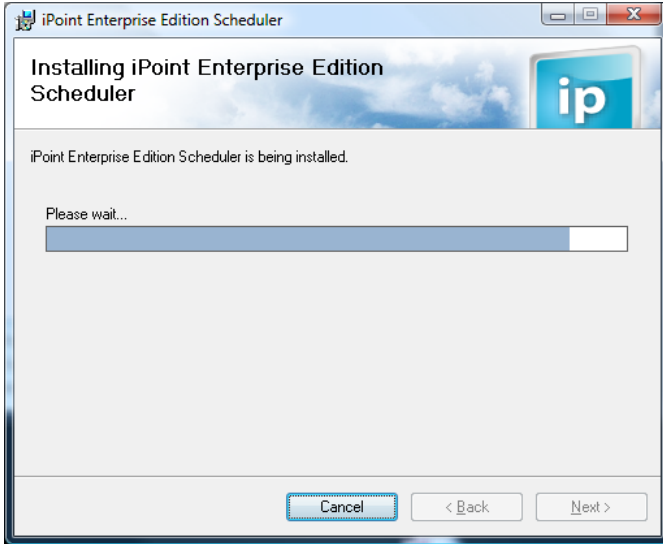 iPoint Enterprise Edition Scheduler
Installing iPoint Enterprise Edition
Scheduler
ip
iPoint Enterprise Edition Scheduler is being installed.
Please wait...
Cancel
< Back
Next >